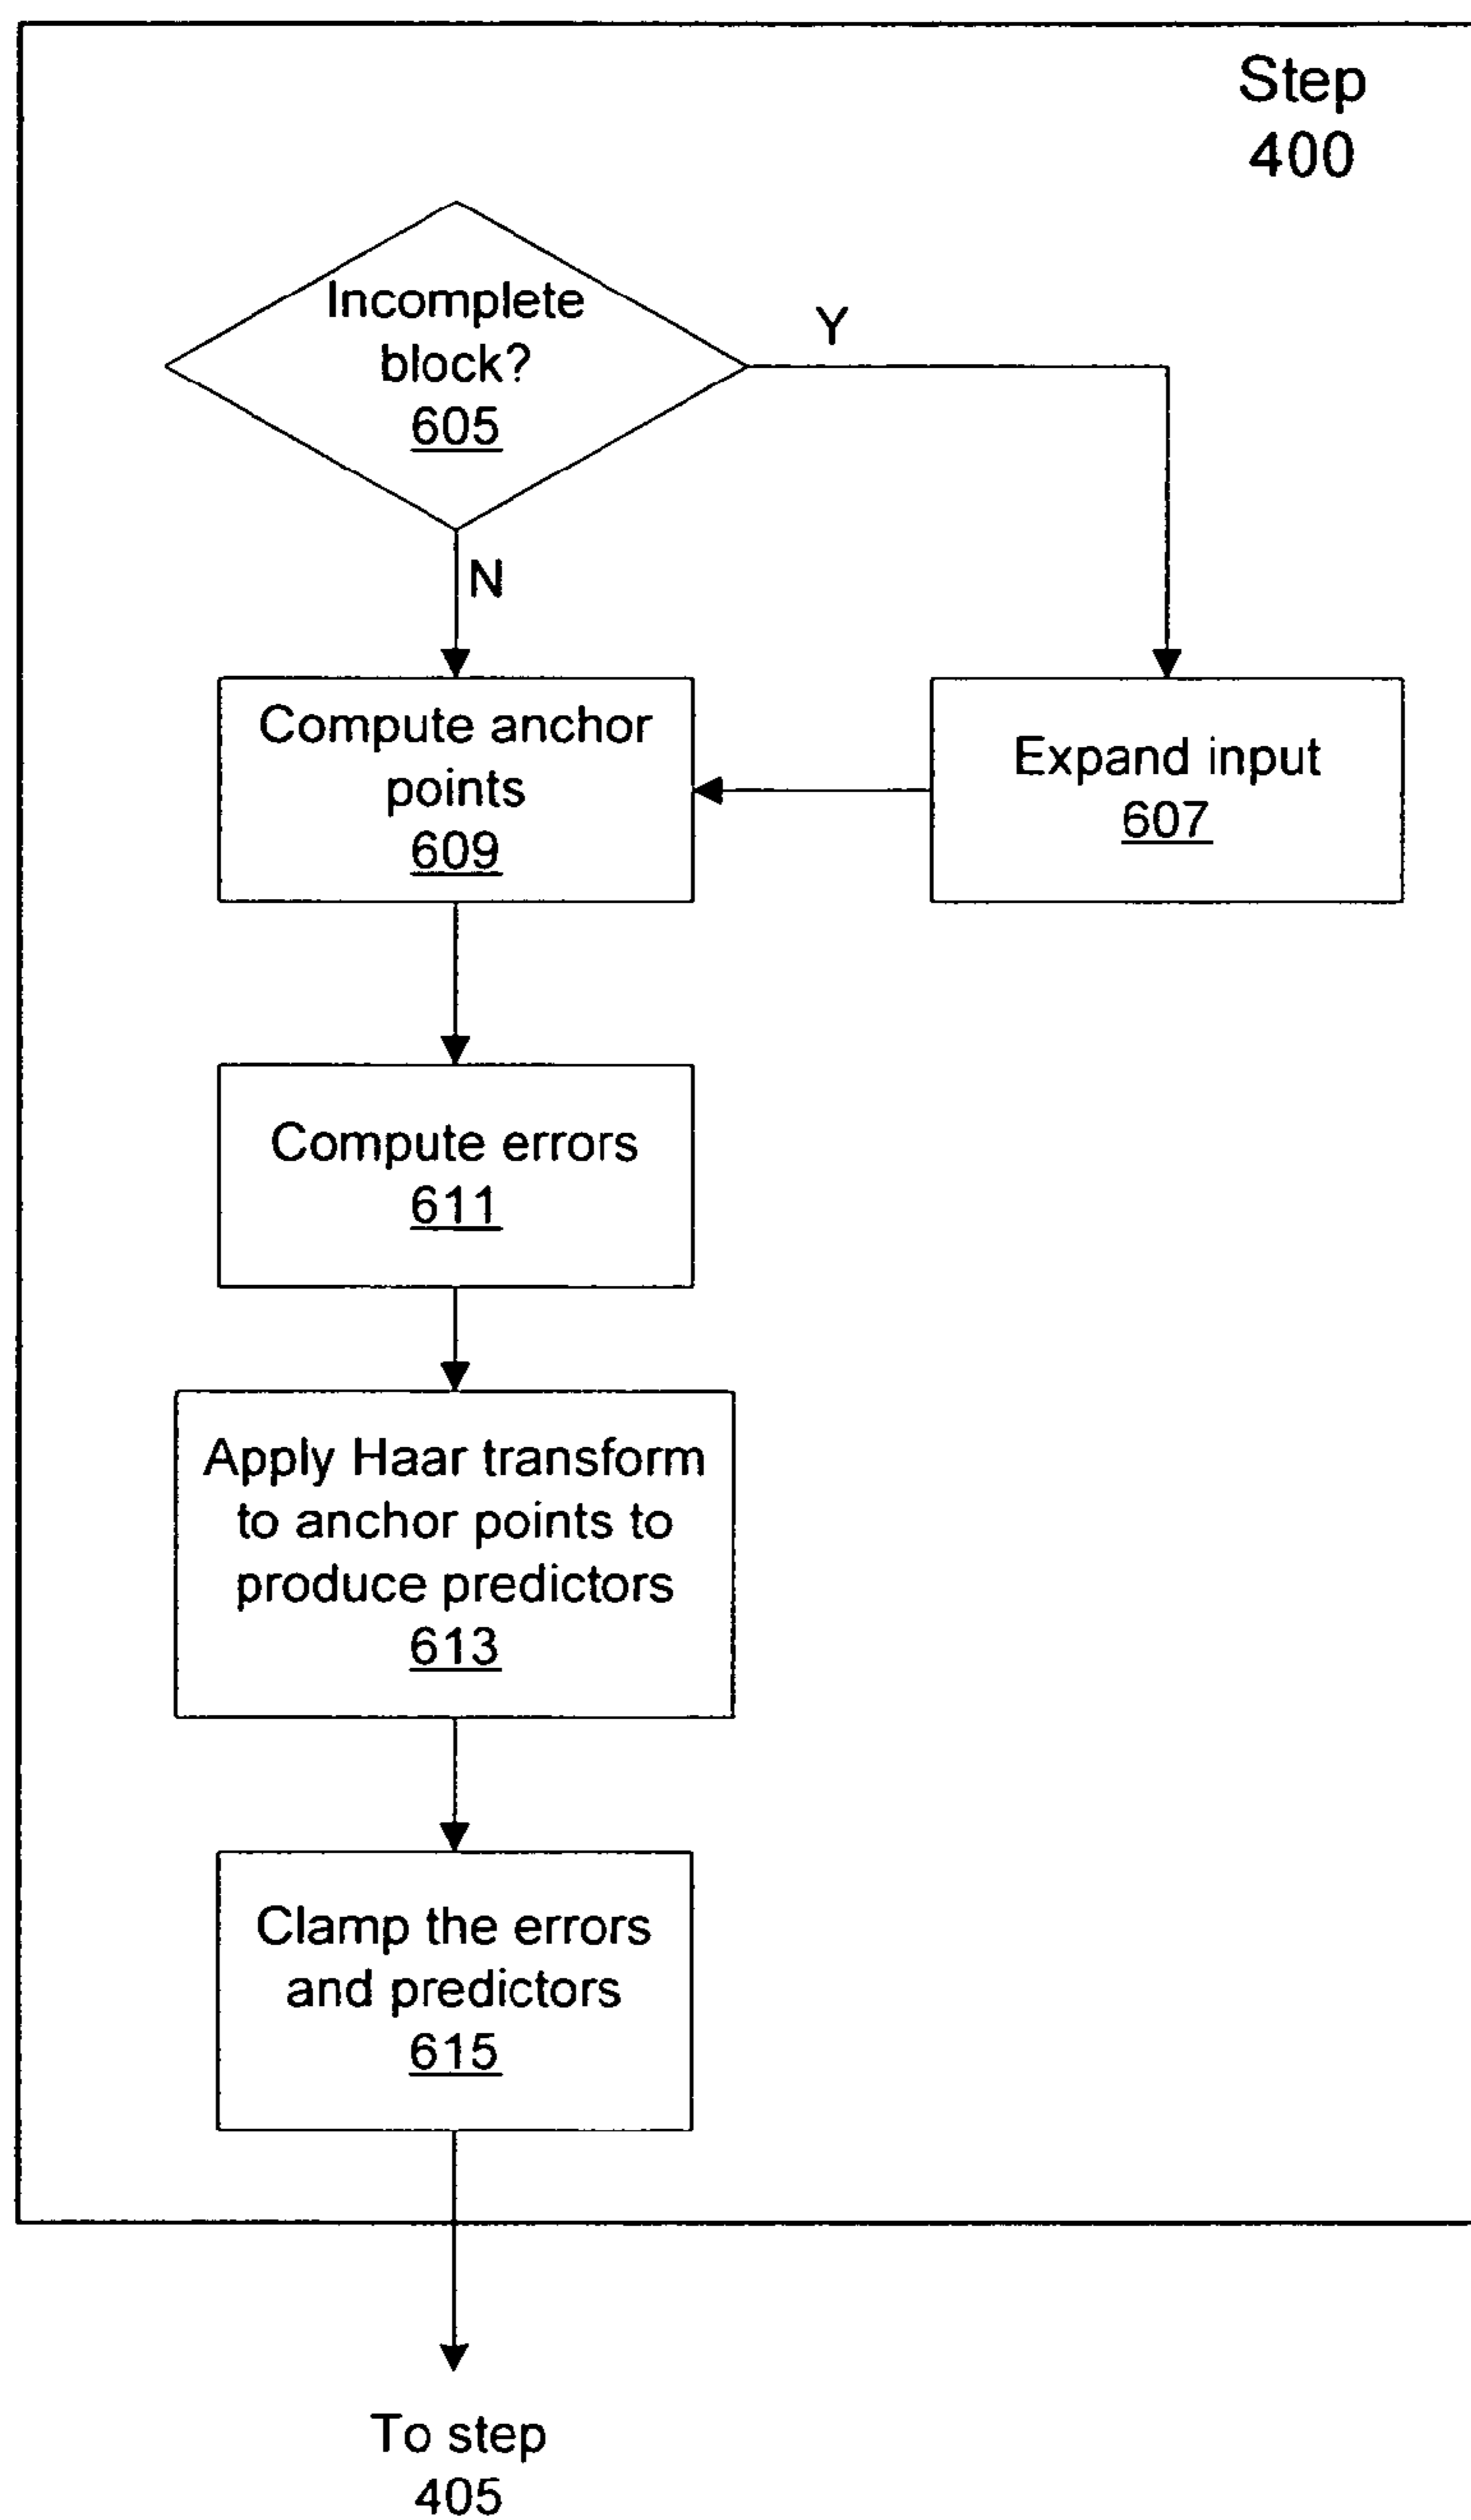 Step
400
Incomplete
block?
605
Y
N
Compute anchor
points
609
Expand input
607
Compute errors
611
Apply Haar transform
to anchor points to
produce predictors
613
Clamp the errors
and predictors
615
To step
405